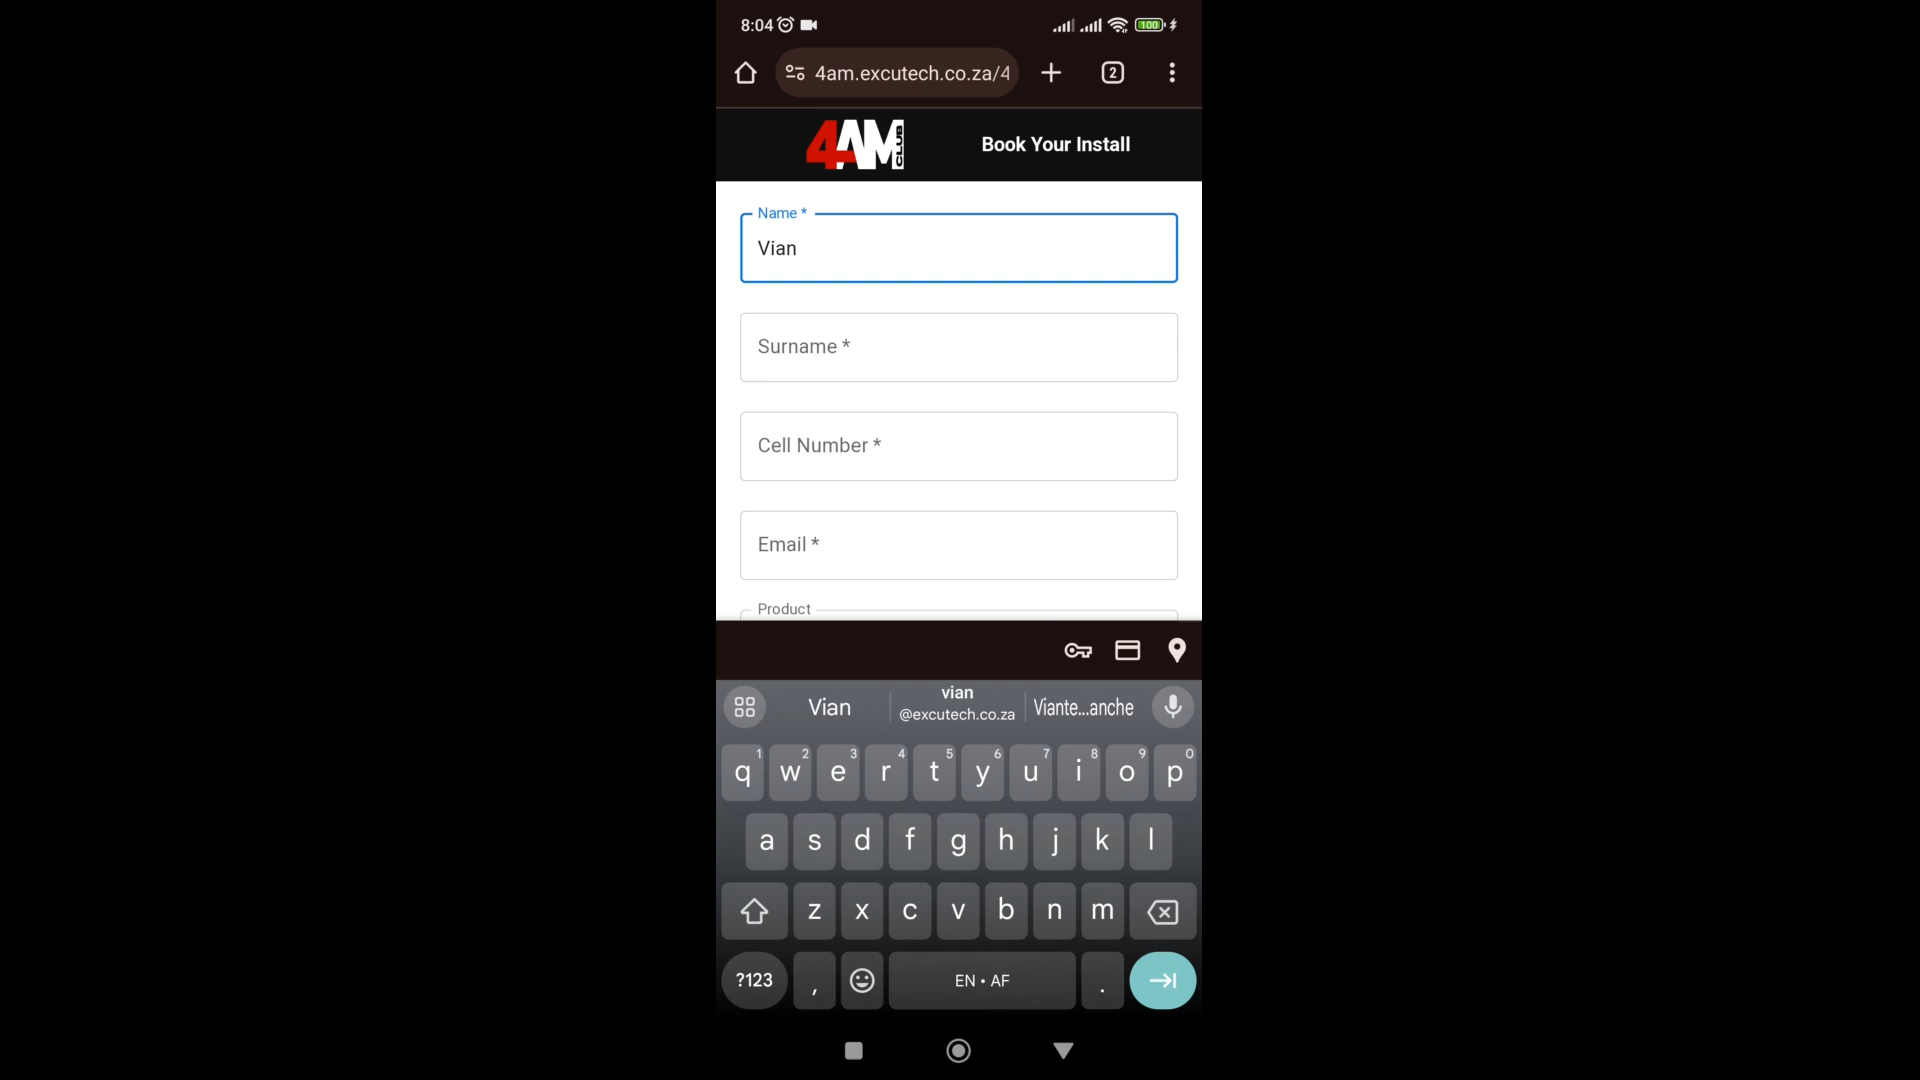 8:04
100
4am.excutech.co.za/4
2
4AM CLUB
Book Your Install
Name *
Vian
Surname *
Cell Number *
Email *
Product
Vian
vian
@excutech.co.za
Viante...anche
1 2 3 4 5 6 7 8 9 0
q w e r t y u i o p
a s d f g h j k l
z x c v b n m
?123 , EN • AF .